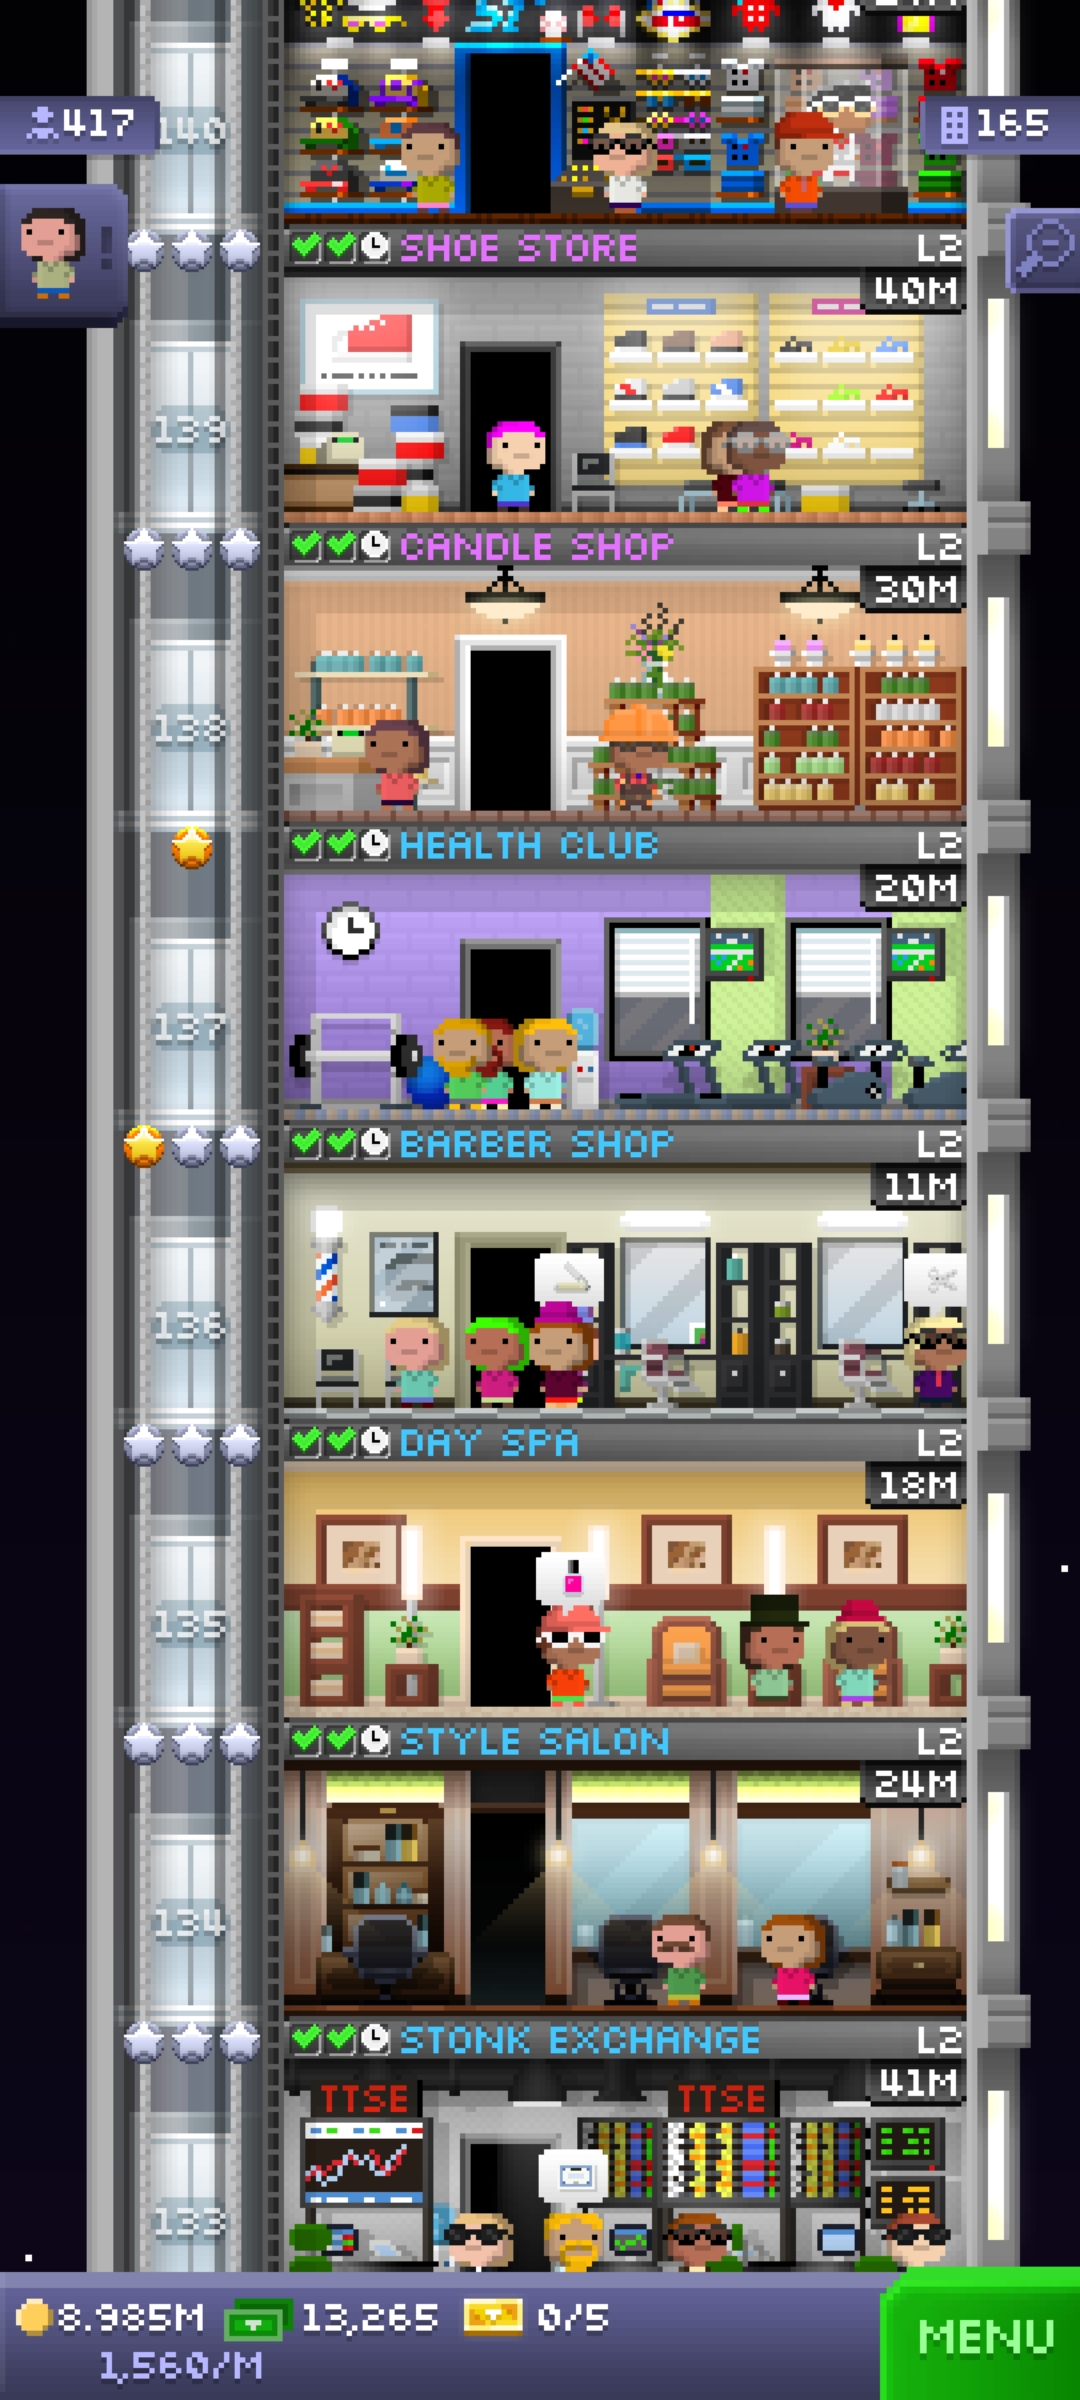 417
140
165
SHOE STORE L2
40M
139
CANDLE SHOP L2
30M
138
HEALTH CLUB L2
20M
137
BARBER SHOP L2
11M
136
DAY SPA L2
18M
135
STYLE SALON L2
24M
134
STONK EXCHANGE L2
41M
TTSE TTSE
133
8.985M 13,265 0/5
1,560/M
MENU